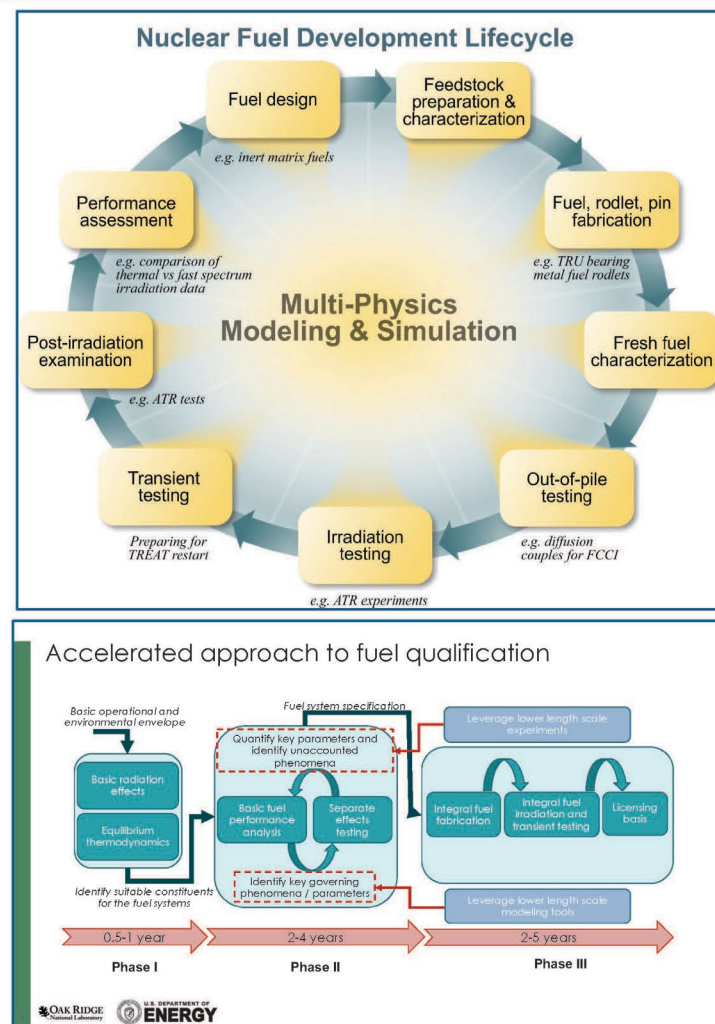 Nuclear Fuel Development Lifecycle
Fuel design
e.g. inert matrix fuels
Feedstock
preparation &
characterization
Fuel, rodlet, pin
fabrication
e.g. TRU bearing
metal fuel rodlets
Fresh fuel
characterization
Out-of-pile
testing
e.g. diffusion
couples for FCCI
Irradiation
testing
e.g. ATR experiments
Transient
testing
Preparing for
TREAT restart
Post-irradiation
examination
e.g. ATR tests
Performance
assessment
e.g. comparison of
thermal vs fast spectrum
irradiation data
Multi-Physics
Modeling & Simulation
Accelerated approach to fuel qualification
Basic operational and
environmental envelope
Basic radiation
effects
Equilibrium
thermodynamics
Identify suitable constituents
for the fuel systems
Fuel system specification
Quantify key parameters and
identify unaccounted
phenomena
Basic fuel
performance
analysis
Separate
effects
testing
Identify key governing
phenomena / parameters
Leverage lower length scale
experiments
Integral fuel
fabrication
Integral fuel
irradiation and
transient testing
Licensing
basis
Leverage lower length scale
modeling tools
0.5-1 year
2-4 years
2-5 years
Phase I
Phase II
Phase III
OAK RIDGE
National Laboratory
U.S. DEPARTMENT OF
ENERGY